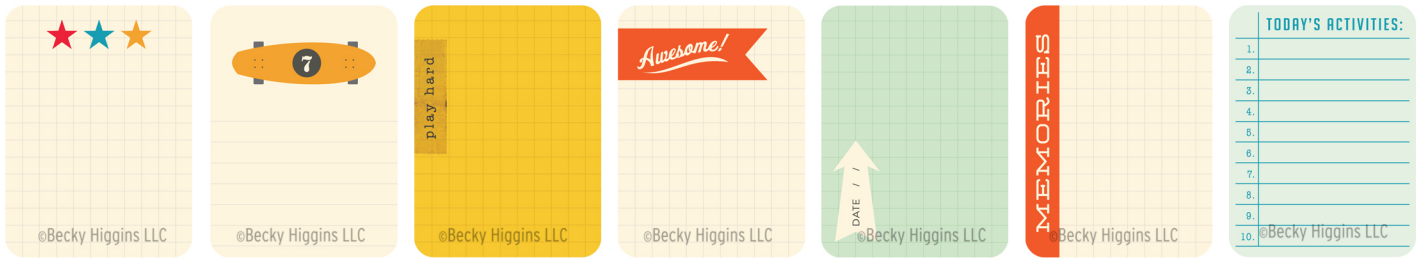 ©Becky Higgins LLC
7
©Becky Higgins LLC
play hard
©Becky Higgins LLC
Awesome!
©Becky Higgins LLC
DATE / /
©Becky Higgins LLC
MEMORIES
©Becky Higgins LLC
TODAY'S ACTIVITIES:
1.
2.
3.
4.
5.
6.
7.
8.
9.
10.
©Becky Higgins LLC